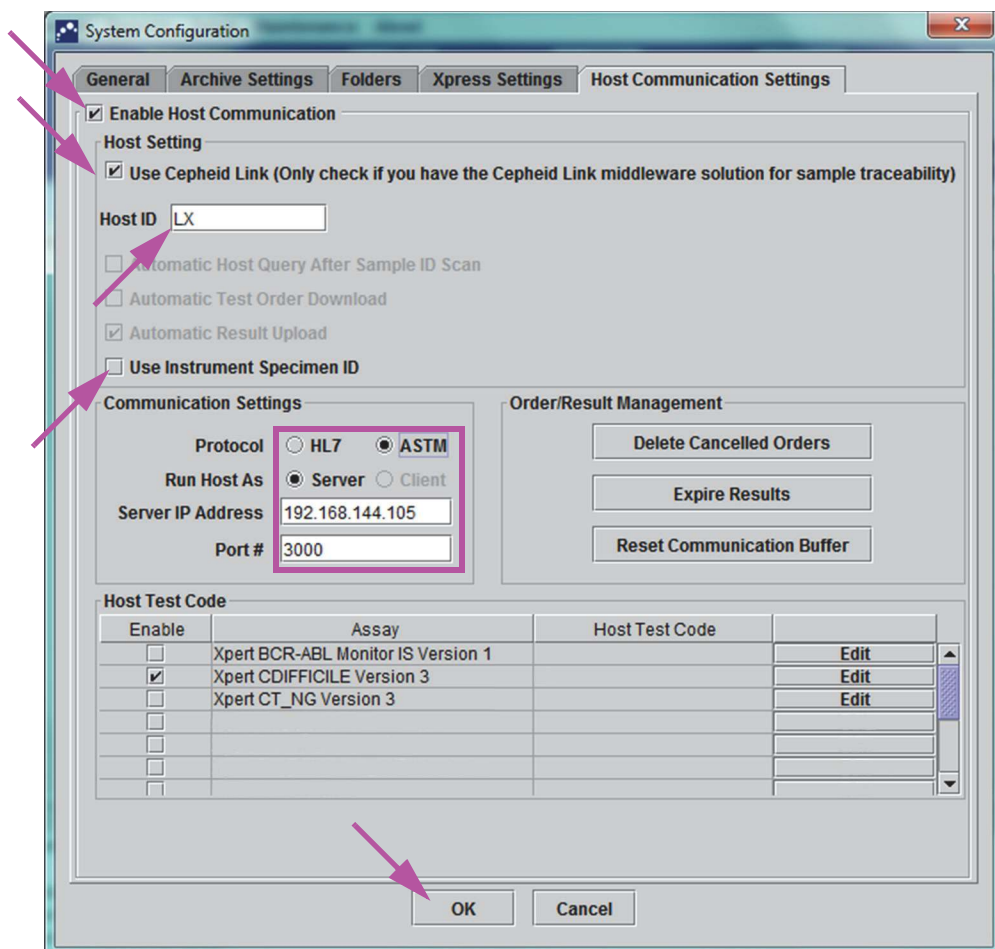 System Configuration
General Archive Settings Folders Xpress Settings Host Communication Settings
Enable Host Communication
Host Setting
Use Cepheid Link (Only check if you have the Cepheid Link middleware solution for sample traceability)
Host ID LX
Automatic Host Query After Sample ID Scan
Automatic Test Order Download
Automatic Result Upload
Use Instrument Specimen ID
Communication Settings
Protocol HL7 ASTM
Run Host As Server Client
Server IP Address 192.168.144.105
Port # 3000
Order/Result Management
Delete Cancelled Orders
Expire Results
Reset Communication Buffer
Host Test Code
Enable Assay Host Test Code
Xpert BCR-ABL Monitor IS Version 1 Edit
Xpert CDIFFICILE Version 3 Edit
Xpert CT_NG Version 3 Edit
OK Cancel